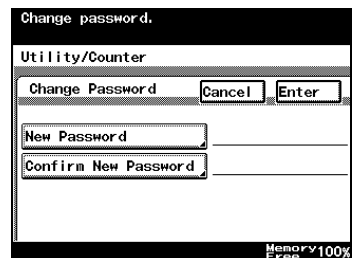 Change password.
Utility/Counter
Change Password Cancel Enter
New Password
Confirm New Password
Memory 100%
Free